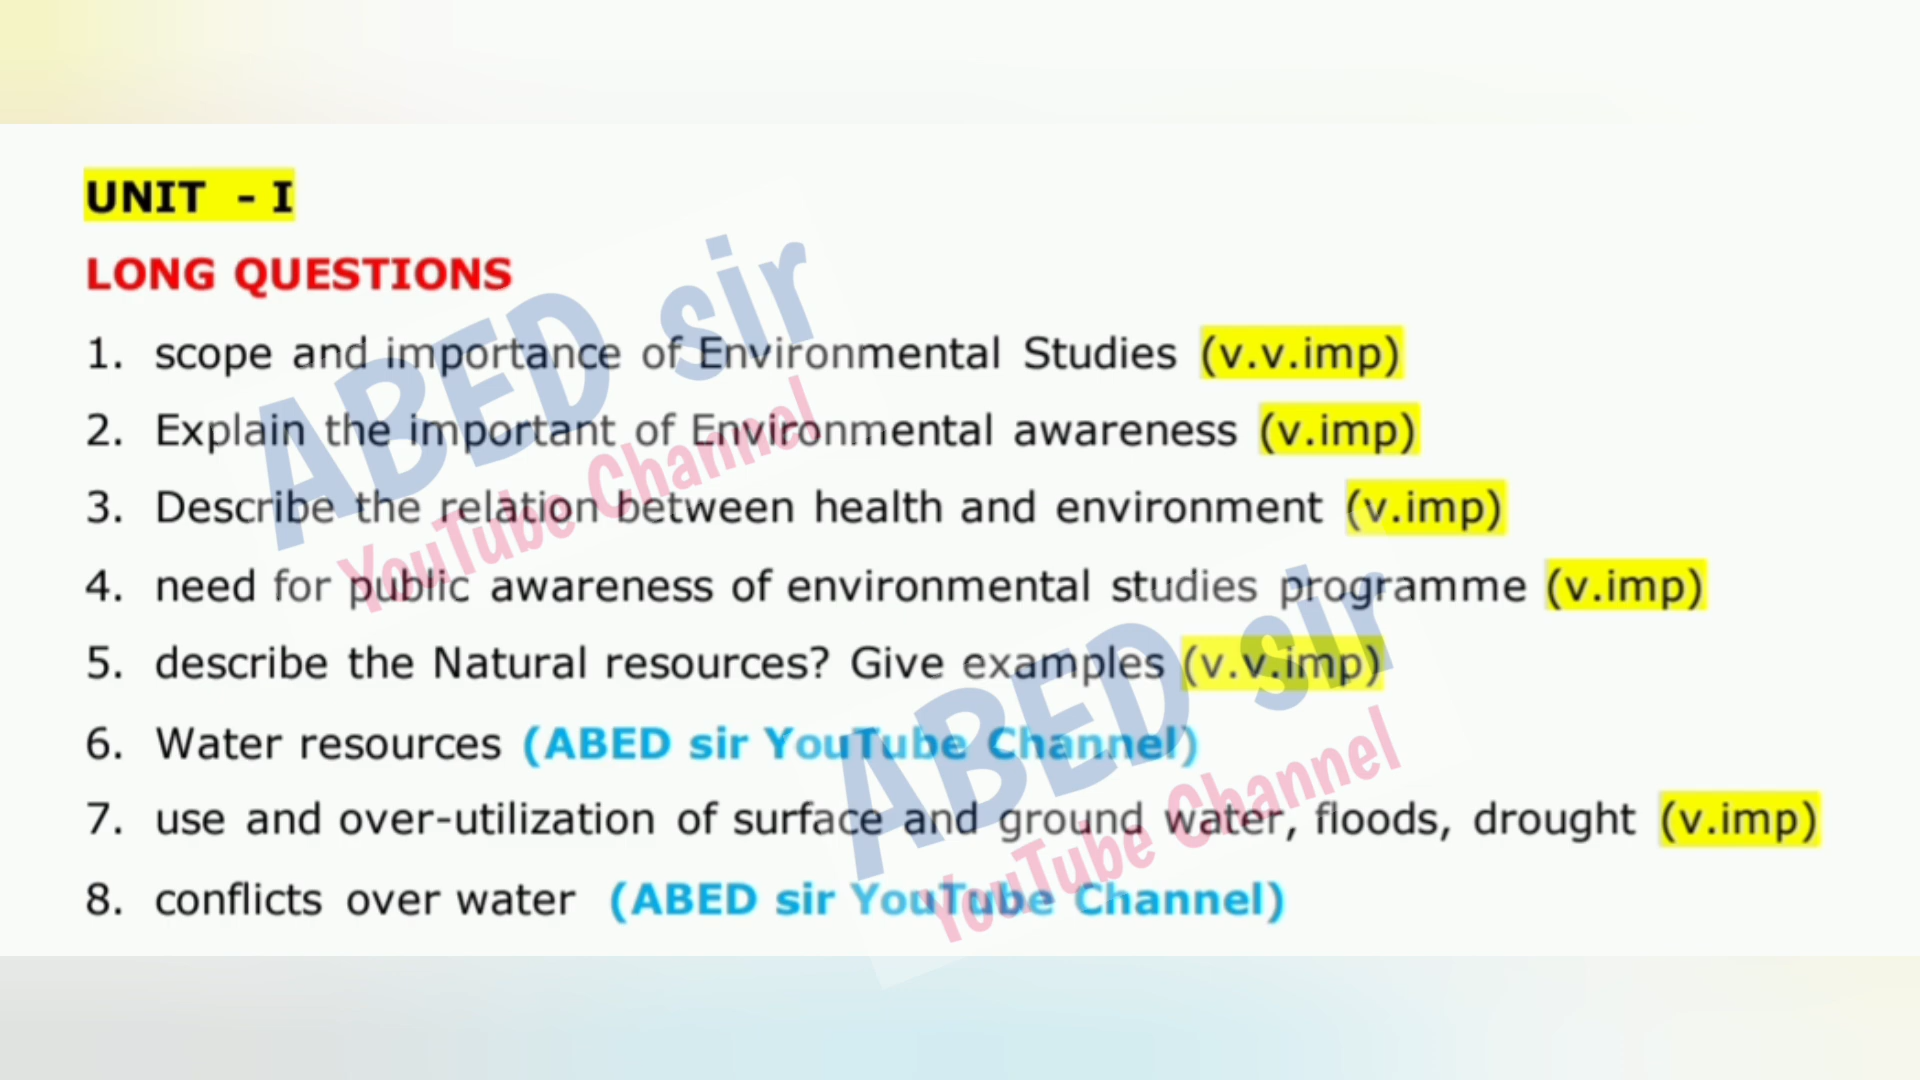 UNIT - I
LONG QUESTIONS
1. scope and importance of Environmental Studies (v.v.imp)
2. Explain the important of Environmental awareness (v.imp)
3. Describe the relation between health and environment (v.imp)
4. need for public awareness of environmental studies programme (v.imp)
5. describe the Natural resources? Give examples (v.v.imp)
6. Water resources (ABED sir YouTube Channel)
7. use and over-utilization of surface and ground water, floods, drought (v.imp)
8. conflicts over water (ABED sir YouTube Channel)
ABED sir
YouTube Channel
ABED sir
YouTube Channel